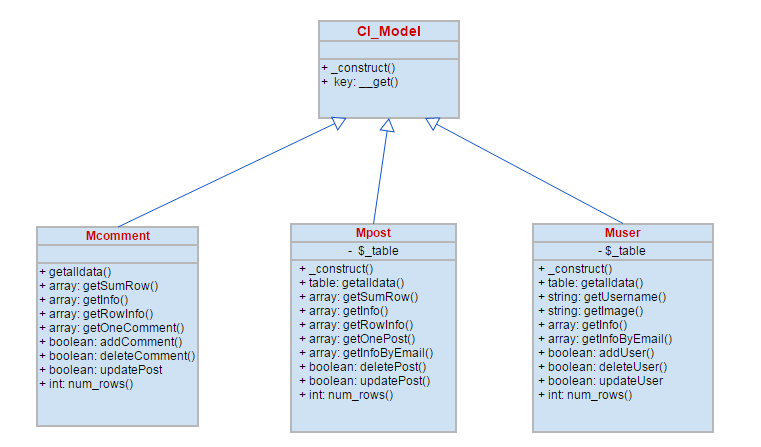 CI_Model
+ _construct()
+ key: __get()
Mcomment
+ getalldata()
+ array: getSumRow()
+ array: getInfo()
+ array: getRowInfo()
+ array: getOneComment()
+ boolean: addComment()
+ boolean: deleteComment()
+ boolean: updatePost
+ int: num_rows()
Mpost
- $_table
+ _construct()
+ table: getalldata()
+ array: getSumRow()
+ array: getInfo()
+ array: getRowInfo()
+ array: getOnePost()
+ array: getInfoByEmail()
+ boolean: deletePost()
+ boolean: updatePost()
+ int: num_rows()
Muser
- $_table
+ _construct()
+ table: getalldata()
+ string: getUsername()
+ string: getImage()
+ array: getInfo()
+ array: getInfoByEmail()
+ boolean: addUser()
+ boolean: deleteUser()
+ boolean: updateUser
+ int: num_rows()